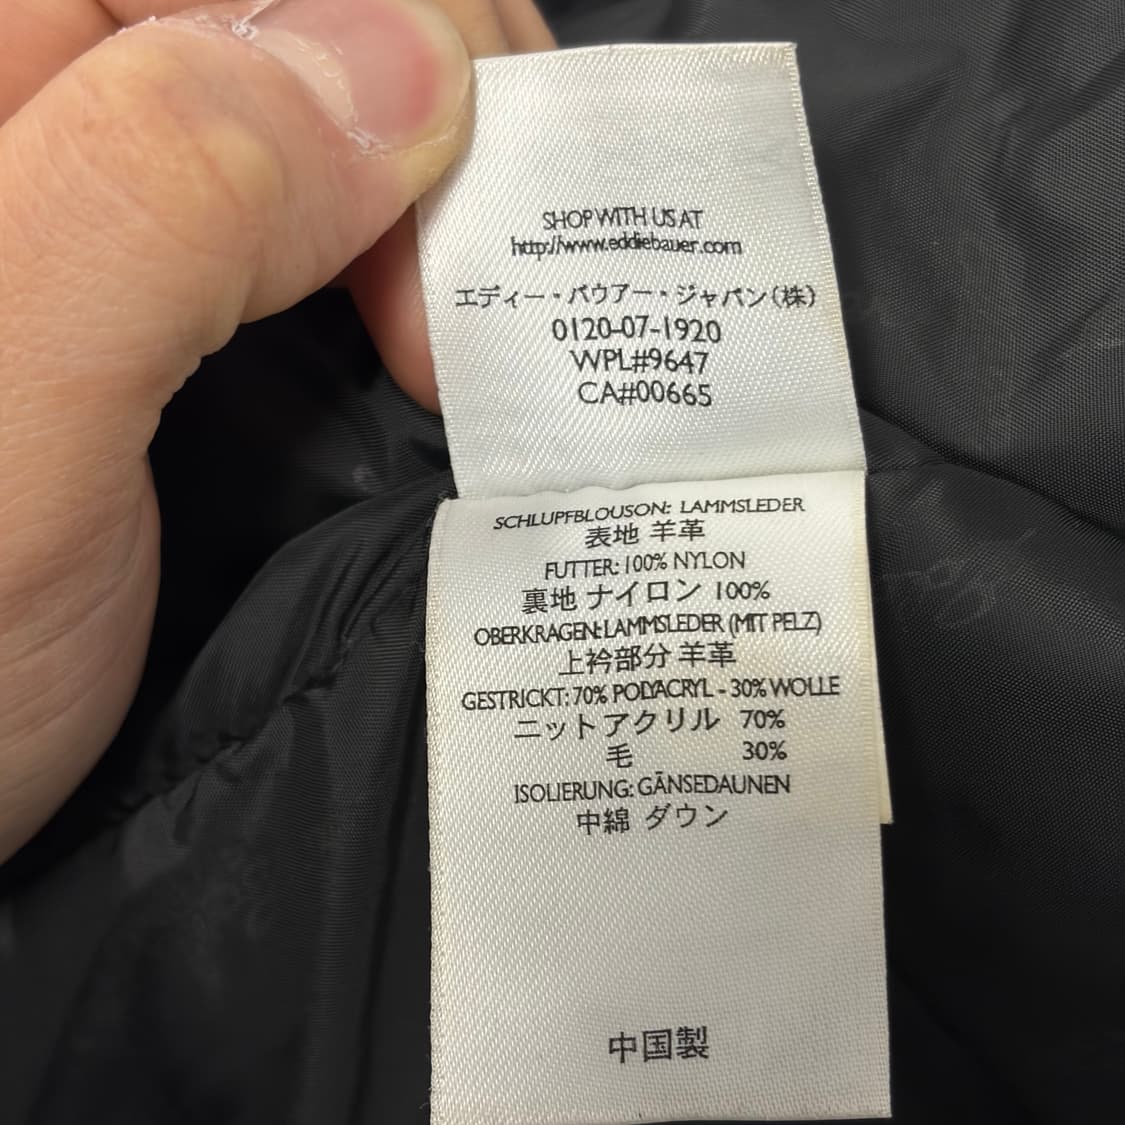 SHOP WITH US AT
http://www.eddiebauer.com
エディー・バウアー・ジャパン(株)
0120-07-1920
WPL#9647
CA#00665
SCHLUPFBLOUSON: LAMMSLEDER
表地 羊革
FUTTER: 100% NYLON
裏地 ナイロン 100%
OBERKRAGEN: LAMMSLEDER (MIT PELZ)
上衿部分 羊革
GESTRICKT: 70% POLYACRYL - 30% WOLLE
ニットアクリル 70%
毛 30%
ISOLIERUNG: GÄNSEDAUNEN
中綿 ダウン
中国製